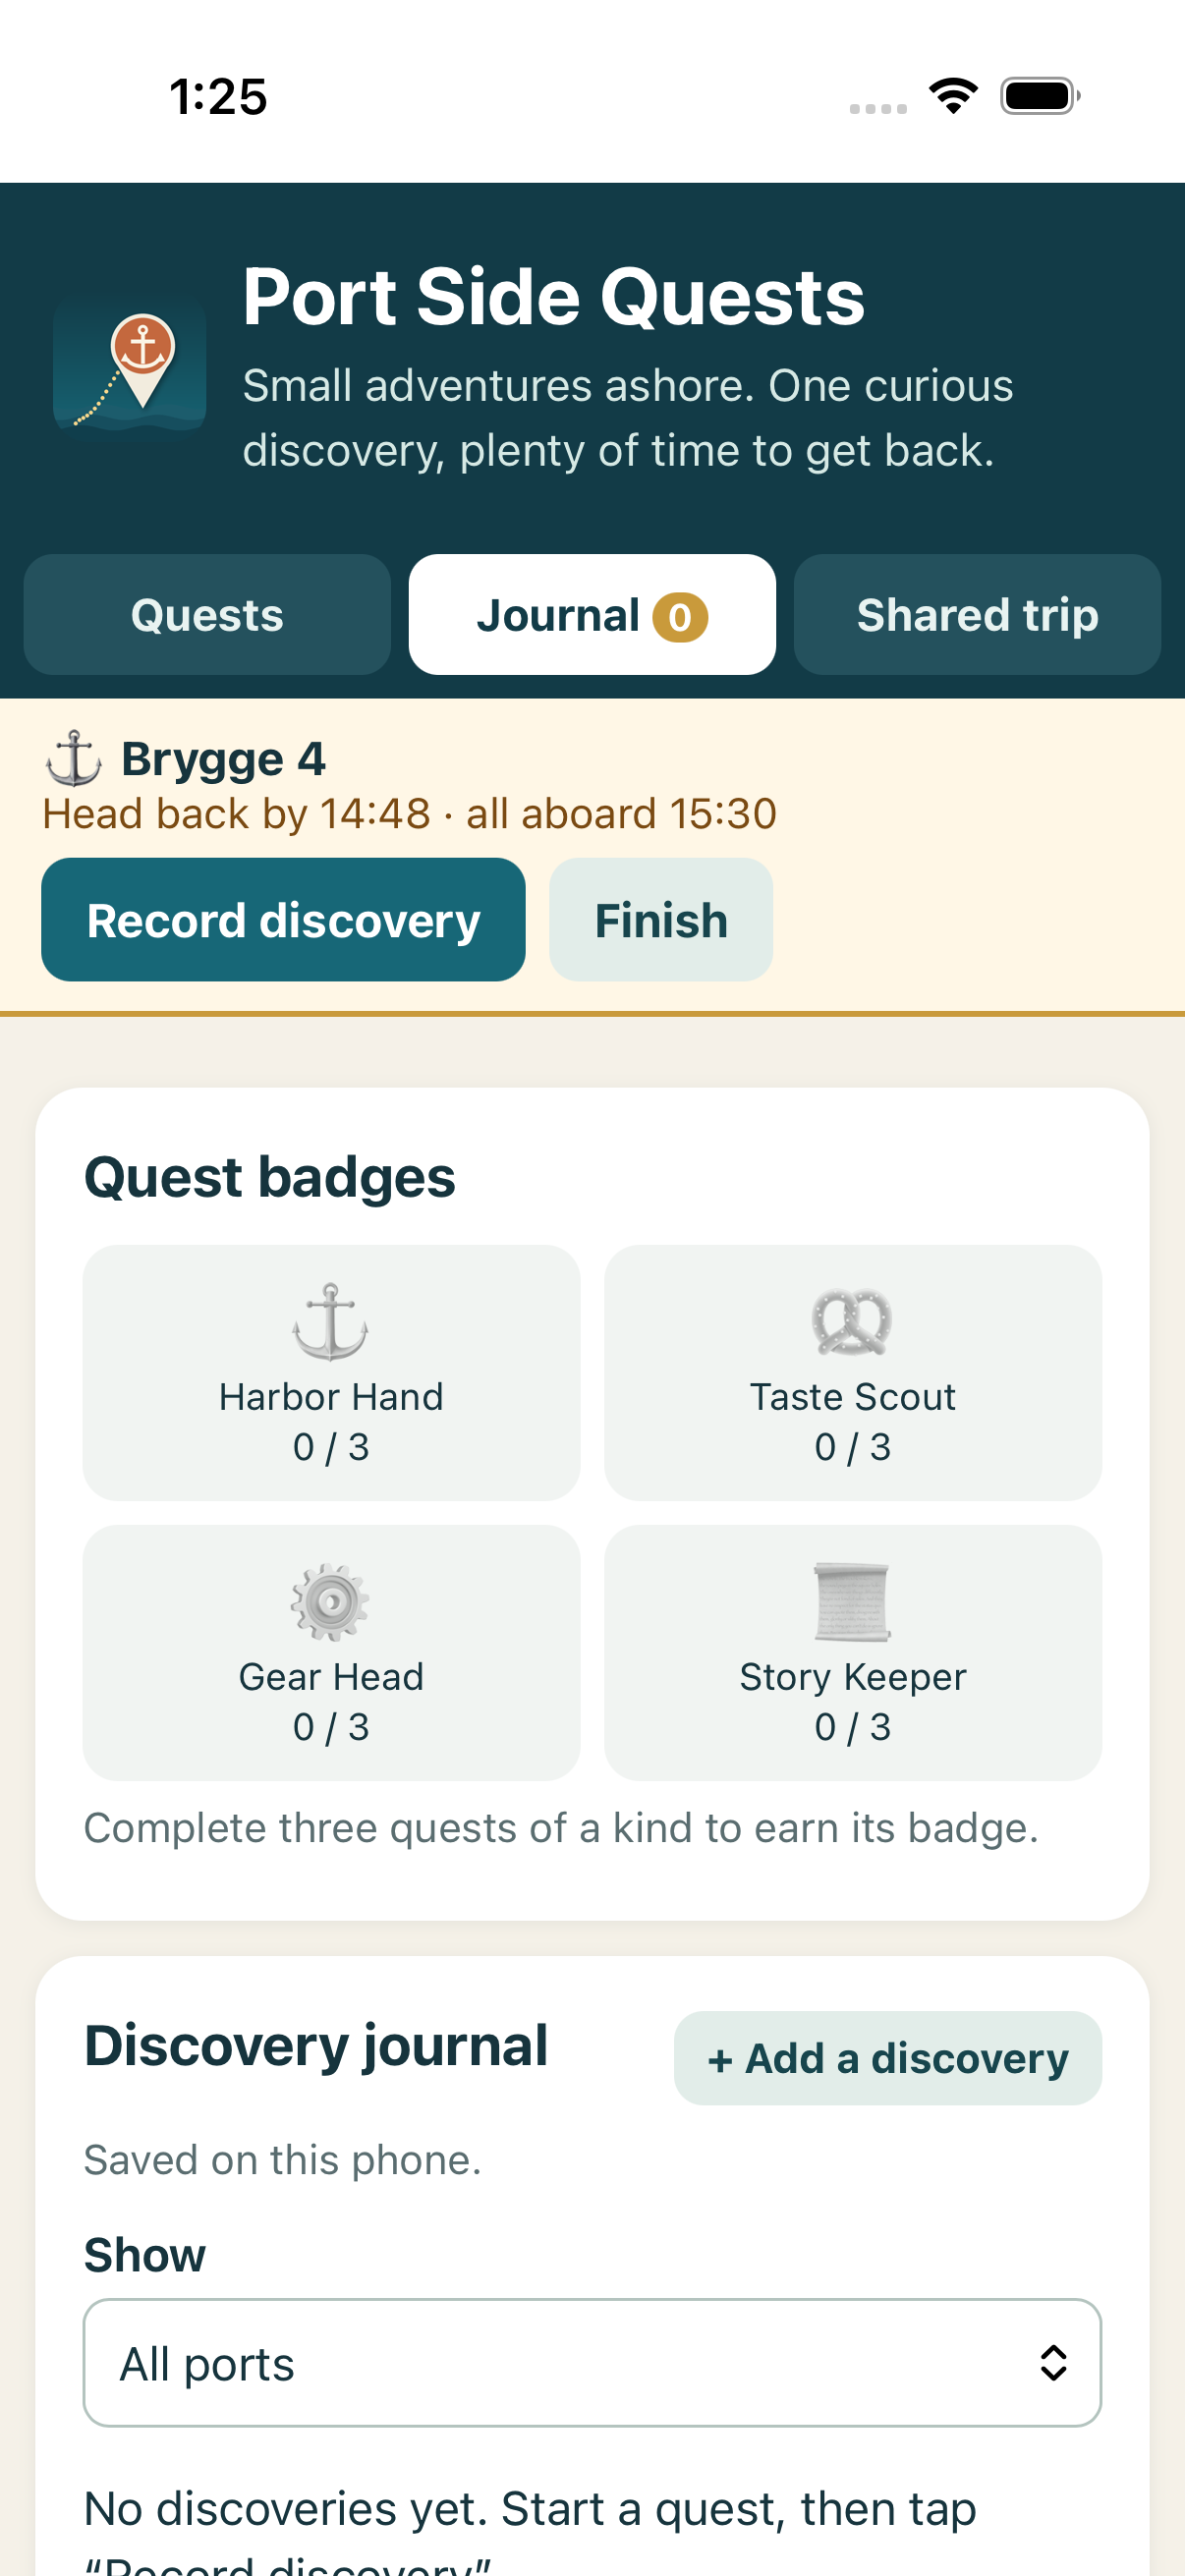 1:25
Port Side Quests
Small adventures ashore. One curious
discovery, plenty of time to get back.
Quests
Journal 0
Shared trip
Brygge 4
Head back by 14:48 · all aboard 15:30
Record discovery
Finish
Quest badges
Harbor Hand
0 / 3
Taste Scout
0 / 3
Gear Head
0 / 3
Story Keeper
0 / 3
Complete three quests of a kind to earn its badge.
Discovery journal
+ Add a discovery
Saved on this phone.
Show
All ports
No discoveries yet. Start a quest, then tap
“Record discovery”